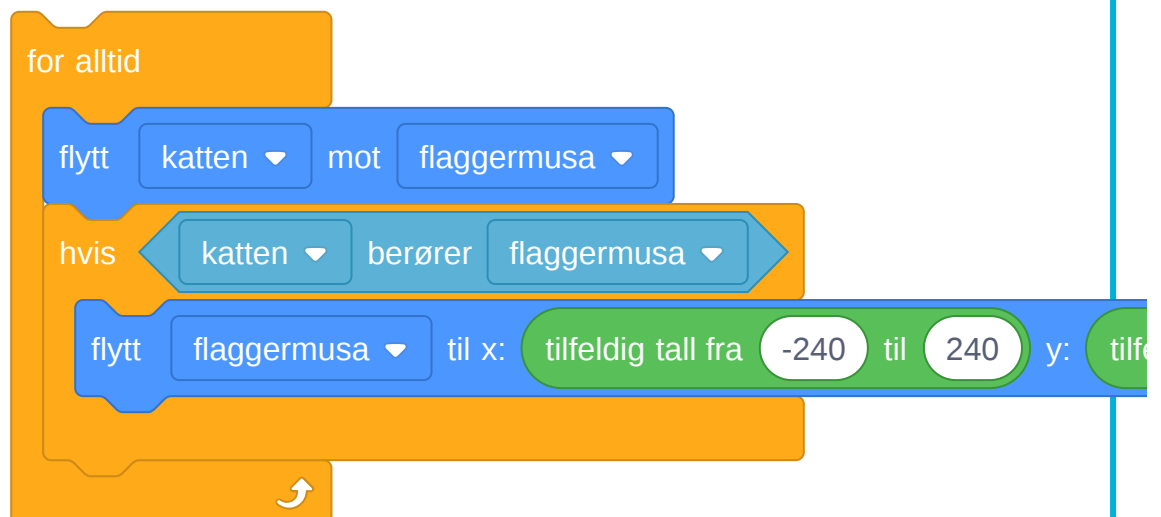 for alltid
flytt katten mot flaggermusa
hvis katten berører flaggermusa
flytt flaggermusa til x: tilfeldig tall fra -240 til 240 y: